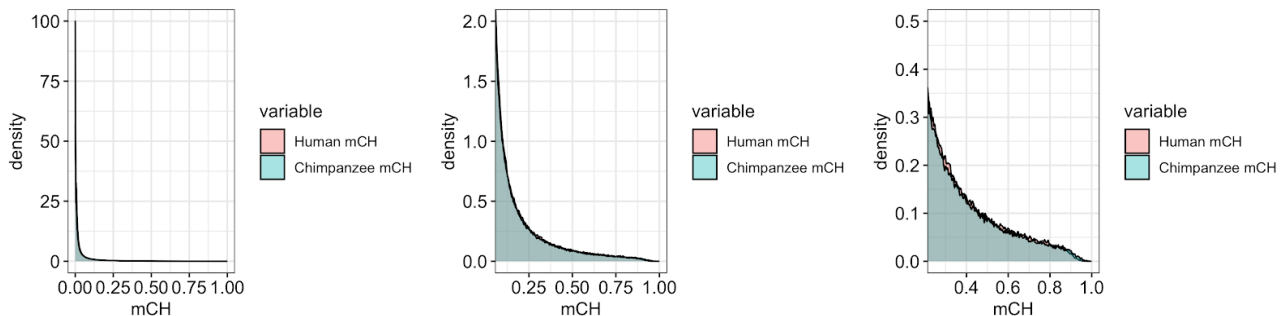 100
75
50
25
0
density
0.00 0.25 0.50 0.75 1.00
mCH
variable
Human mCH
Chimpanzee mCH
2.0
1.5
1.0
0.5
0.0
density
0.25 0.50 0.75 1.00
mCH
variable
Human mCH
Chimpanzee mCH
0.5
0.4
0.3
0.2
0.1
0.0
density
0.4 0.6 0.8 1.0
mCH
variable
Human mCH
Chimpanzee mCH